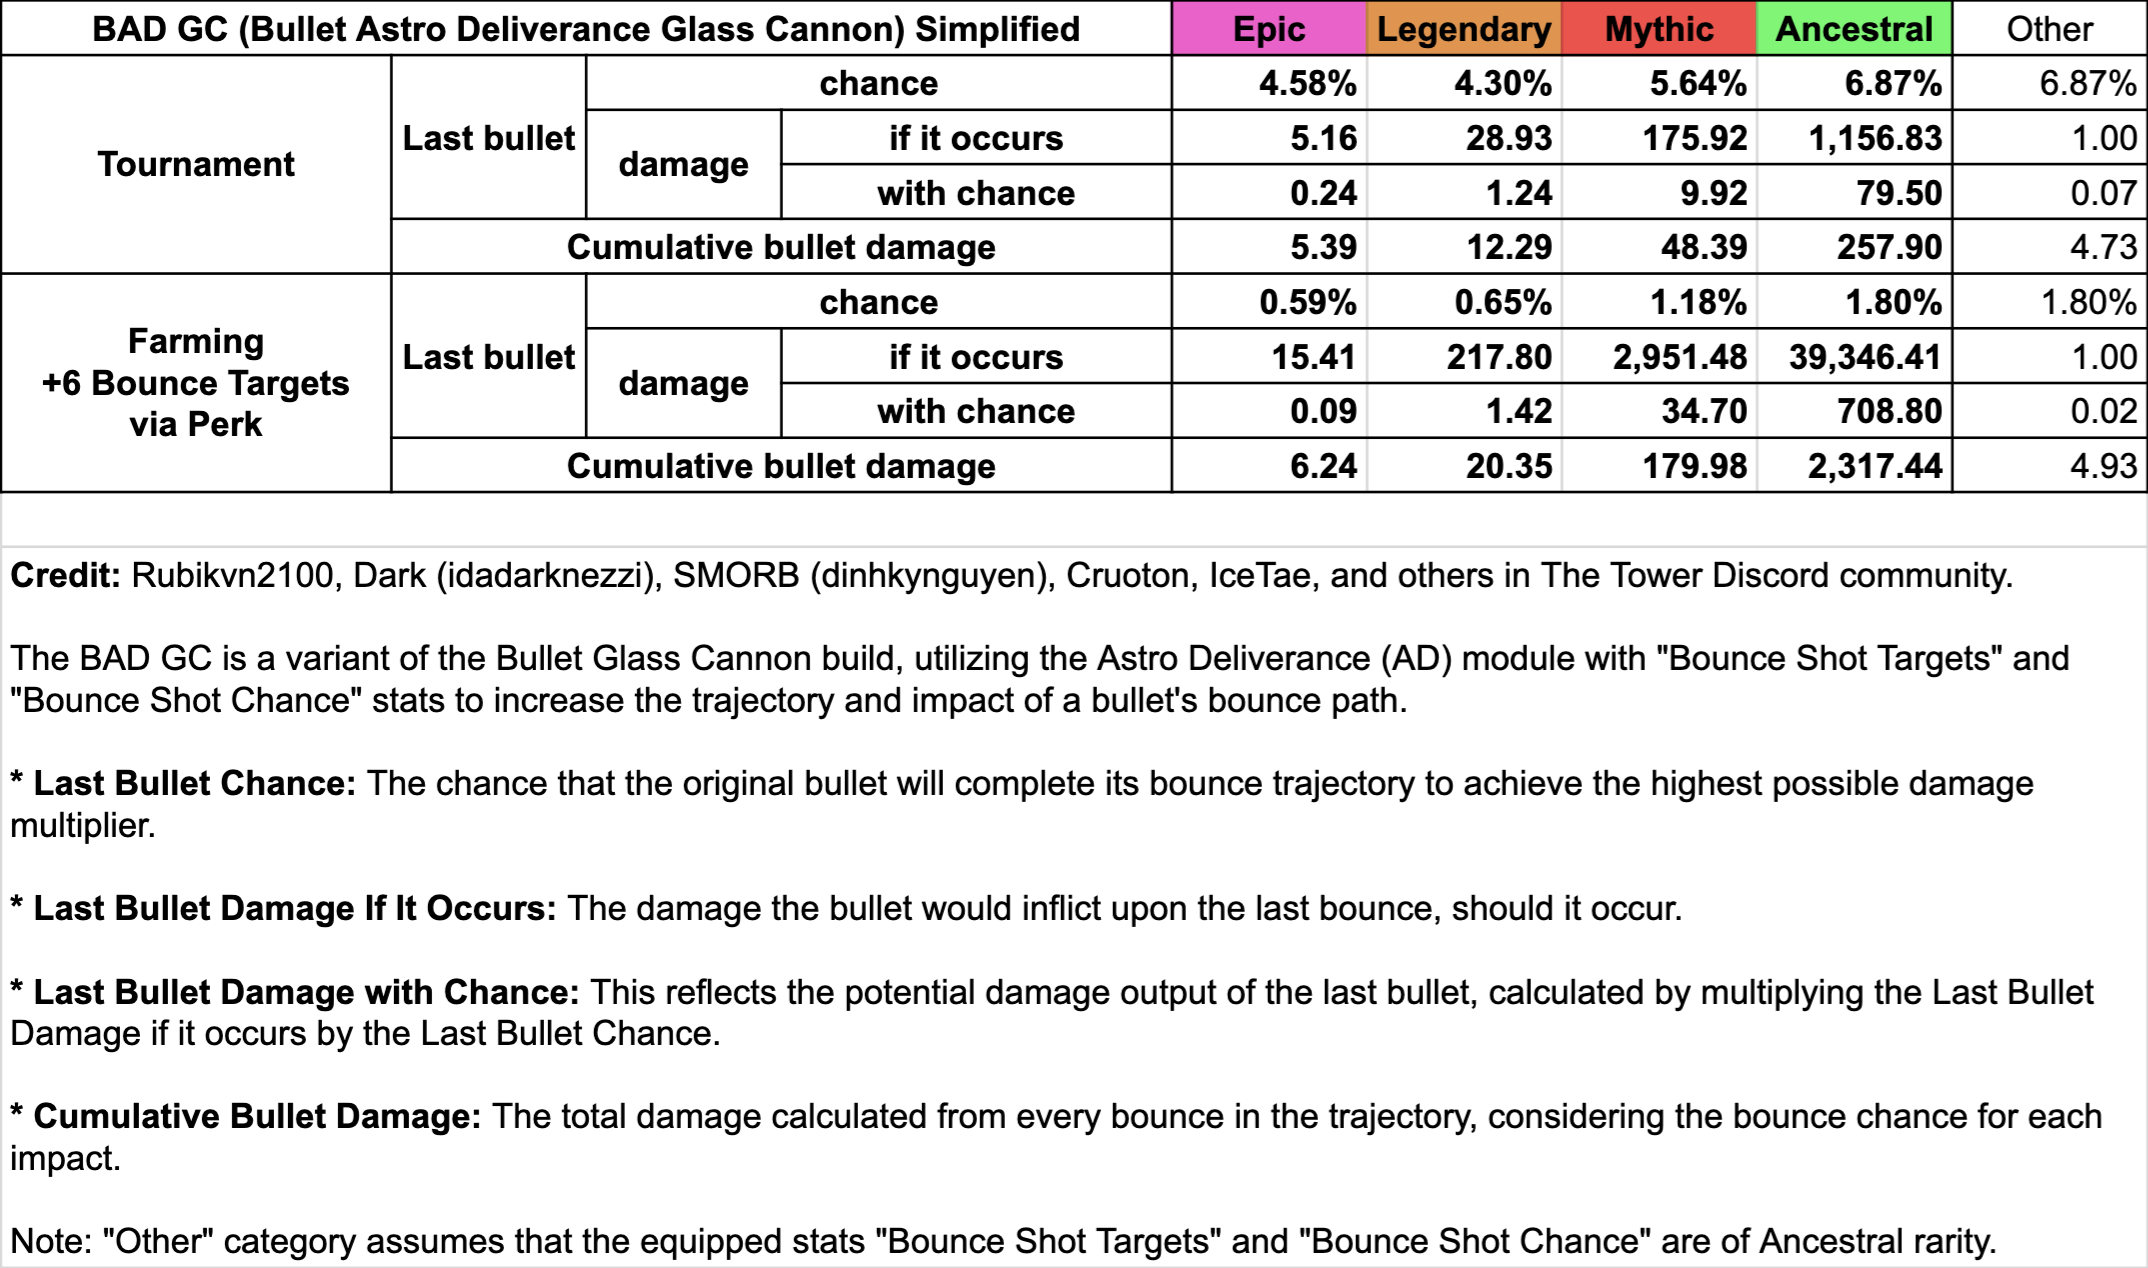 BAD GC (Bullet Astro Deliverance Glass Cannon) Simplified Epic Legendary Mythic Ancestral Other
Tournament Last bullet chance 4.58% 4.30% 5.64% 6.87% 6.87%
damage if it occurs 5.16 28.93 175.92 1,156.83 1.00
with chance 0.24 1.24 9.92 79.50 0.07
Cumulative bullet damage 5.39 12.29 48.39 257.90 4.73
Farming
+6 Bounce Targets
via Perk
Last bullet chance 0.59% 0.65% 1.18% 1.80% 1.80%
damage if it occurs 15.41 217.80 2,951.48 39,346.41 1.00
with chance 0.09 1.42 34.70 708.80 0.02
Cumulative bullet damage 6.24 20.35 179.98 2,317.44 4.93
Credit: Rubikvn2100, Dark (idadarknezzi), SMORB (dinhkynguyen), Cruoton, IceTae, and others in The Tower Discord community.
The BAD GC is a variant of the Bullet Glass Cannon build, utilizing the Astro Deliverance (AD) module with "Bounce Shot Targets" and
"Bounce Shot Chance" stats to increase the trajectory and impact of a bullet's bounce path.
* Last Bullet Chance: The chance that the original bullet will complete its bounce trajectory to achieve the highest possible damage
multiplier.
* Last Bullet Damage If It Occurs: The damage the bullet would inflict upon the last bounce, should it occur.
* Last Bullet Damage with Chance: This reflects the potential damage output of the last bullet, calculated by multiplying the Last Bullet
Damage if it occurs by the Last Bullet Chance.
* Cumulative Bullet Damage: The total damage calculated from every bounce in the trajectory, considering the bounce chance for each
impact.
Note: "Other" category assumes that the equipped stats "Bounce Shot Targets" and "Bounce Shot Chance" are of Ancestral rarity.